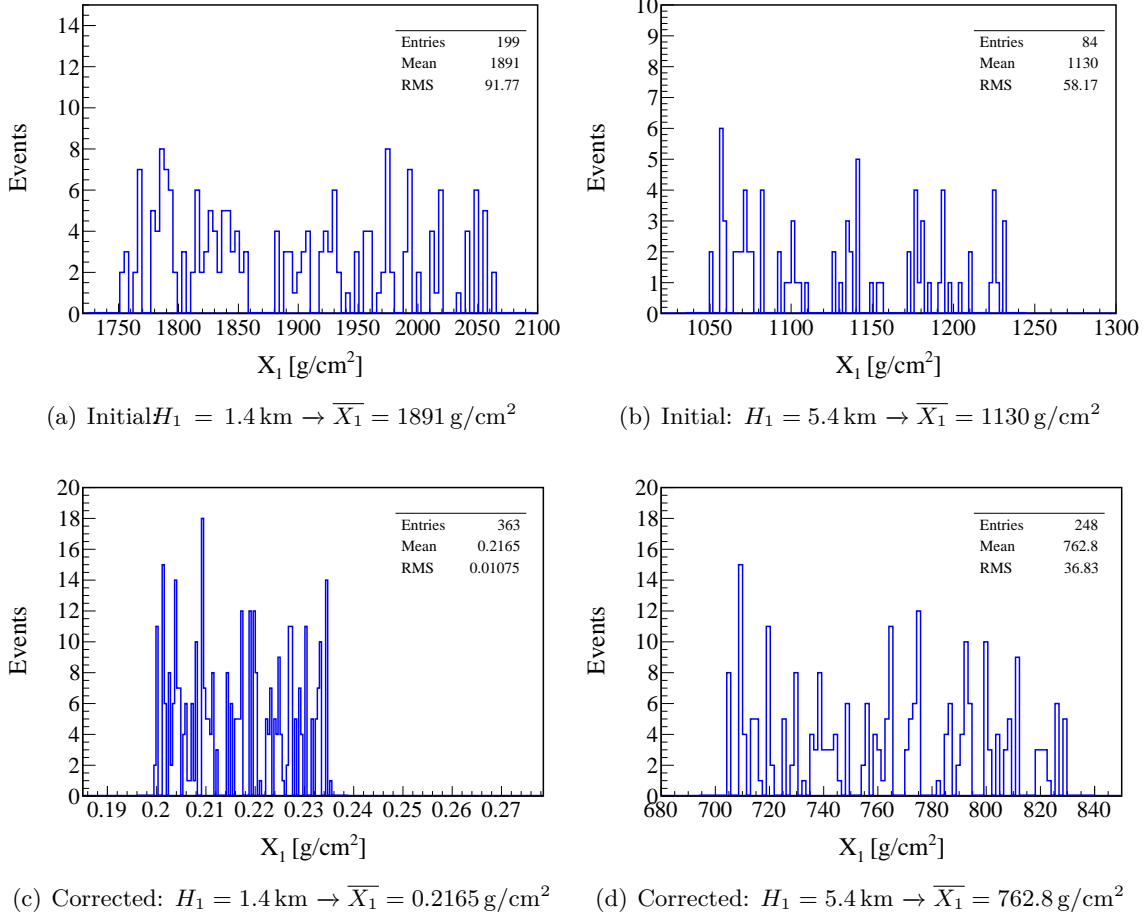 Entries 199
Mean 1891
RMS 91.77
14
12
10
8
6
4
2
0
Events
1750 1800 1850 1900 1950 2000 2050 2100
X1 [g/cm2]
(a) Initial:H1 = 1.4 km → X1 = 1891 g/cm2
Entries 84
Mean 1130
RMS 58.17
10
9
8
7
6
5
4
3
2
1
0
Events
1050 1100 1150 1200 1250 1300
X1 [g/cm2]
(b) Initial: H1 = 5.4 km → X1 = 1130 g/cm2
Entries 363
Mean 0.2165
RMS 0.01075
20
18
16
14
12
10
8
6
4
2
0
Events
0.19 0.2 0.21 0.22 0.23 0.24 0.25 0.26 0.27
X1 [g/cm2]
(c) Corrected: H1 = 1.4 km → X1 = 0.2165 g/cm2
Entries 248
Mean 762.8
RMS 36.83
20
18
16
14
12
10
8
6
4
2
0
Events
680 700 720 740 760 780 800 820 840
X1 [g/cm2]
(d) Corrected: H1 = 5.4 km → X1 = 762.8 g/cm2